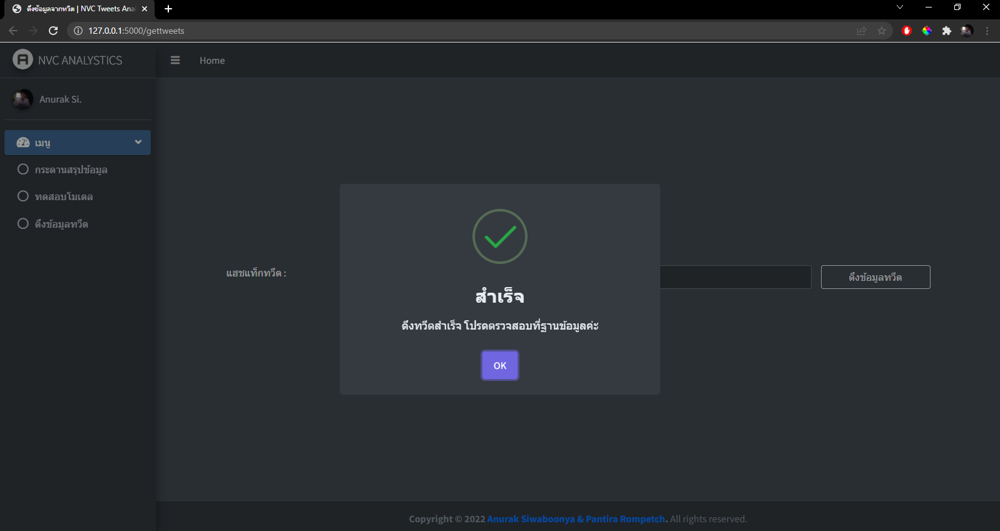 ดึงข้อมูลจากทวีต | NVC Tweets Anal
127.0.0.1:5000/gettweets
NVC ANALYSTICS
Home
Anurak Si.
เมนู
กระดานสรุปข้อมูล
ทดสอบโมเดล
ดึงข้อมูลทวีต
แฮชแท็กทวีต :
ดึงข้อมูลทวีต
สำเร็จ
ดึงทวีตสำเร็จ โปรดตรวจสอบที่ฐานข้อมูลค่ะ
OK
Copyright © 2022 Anurak Siwaboonya & Pantira Rompetch. All rights reserved.